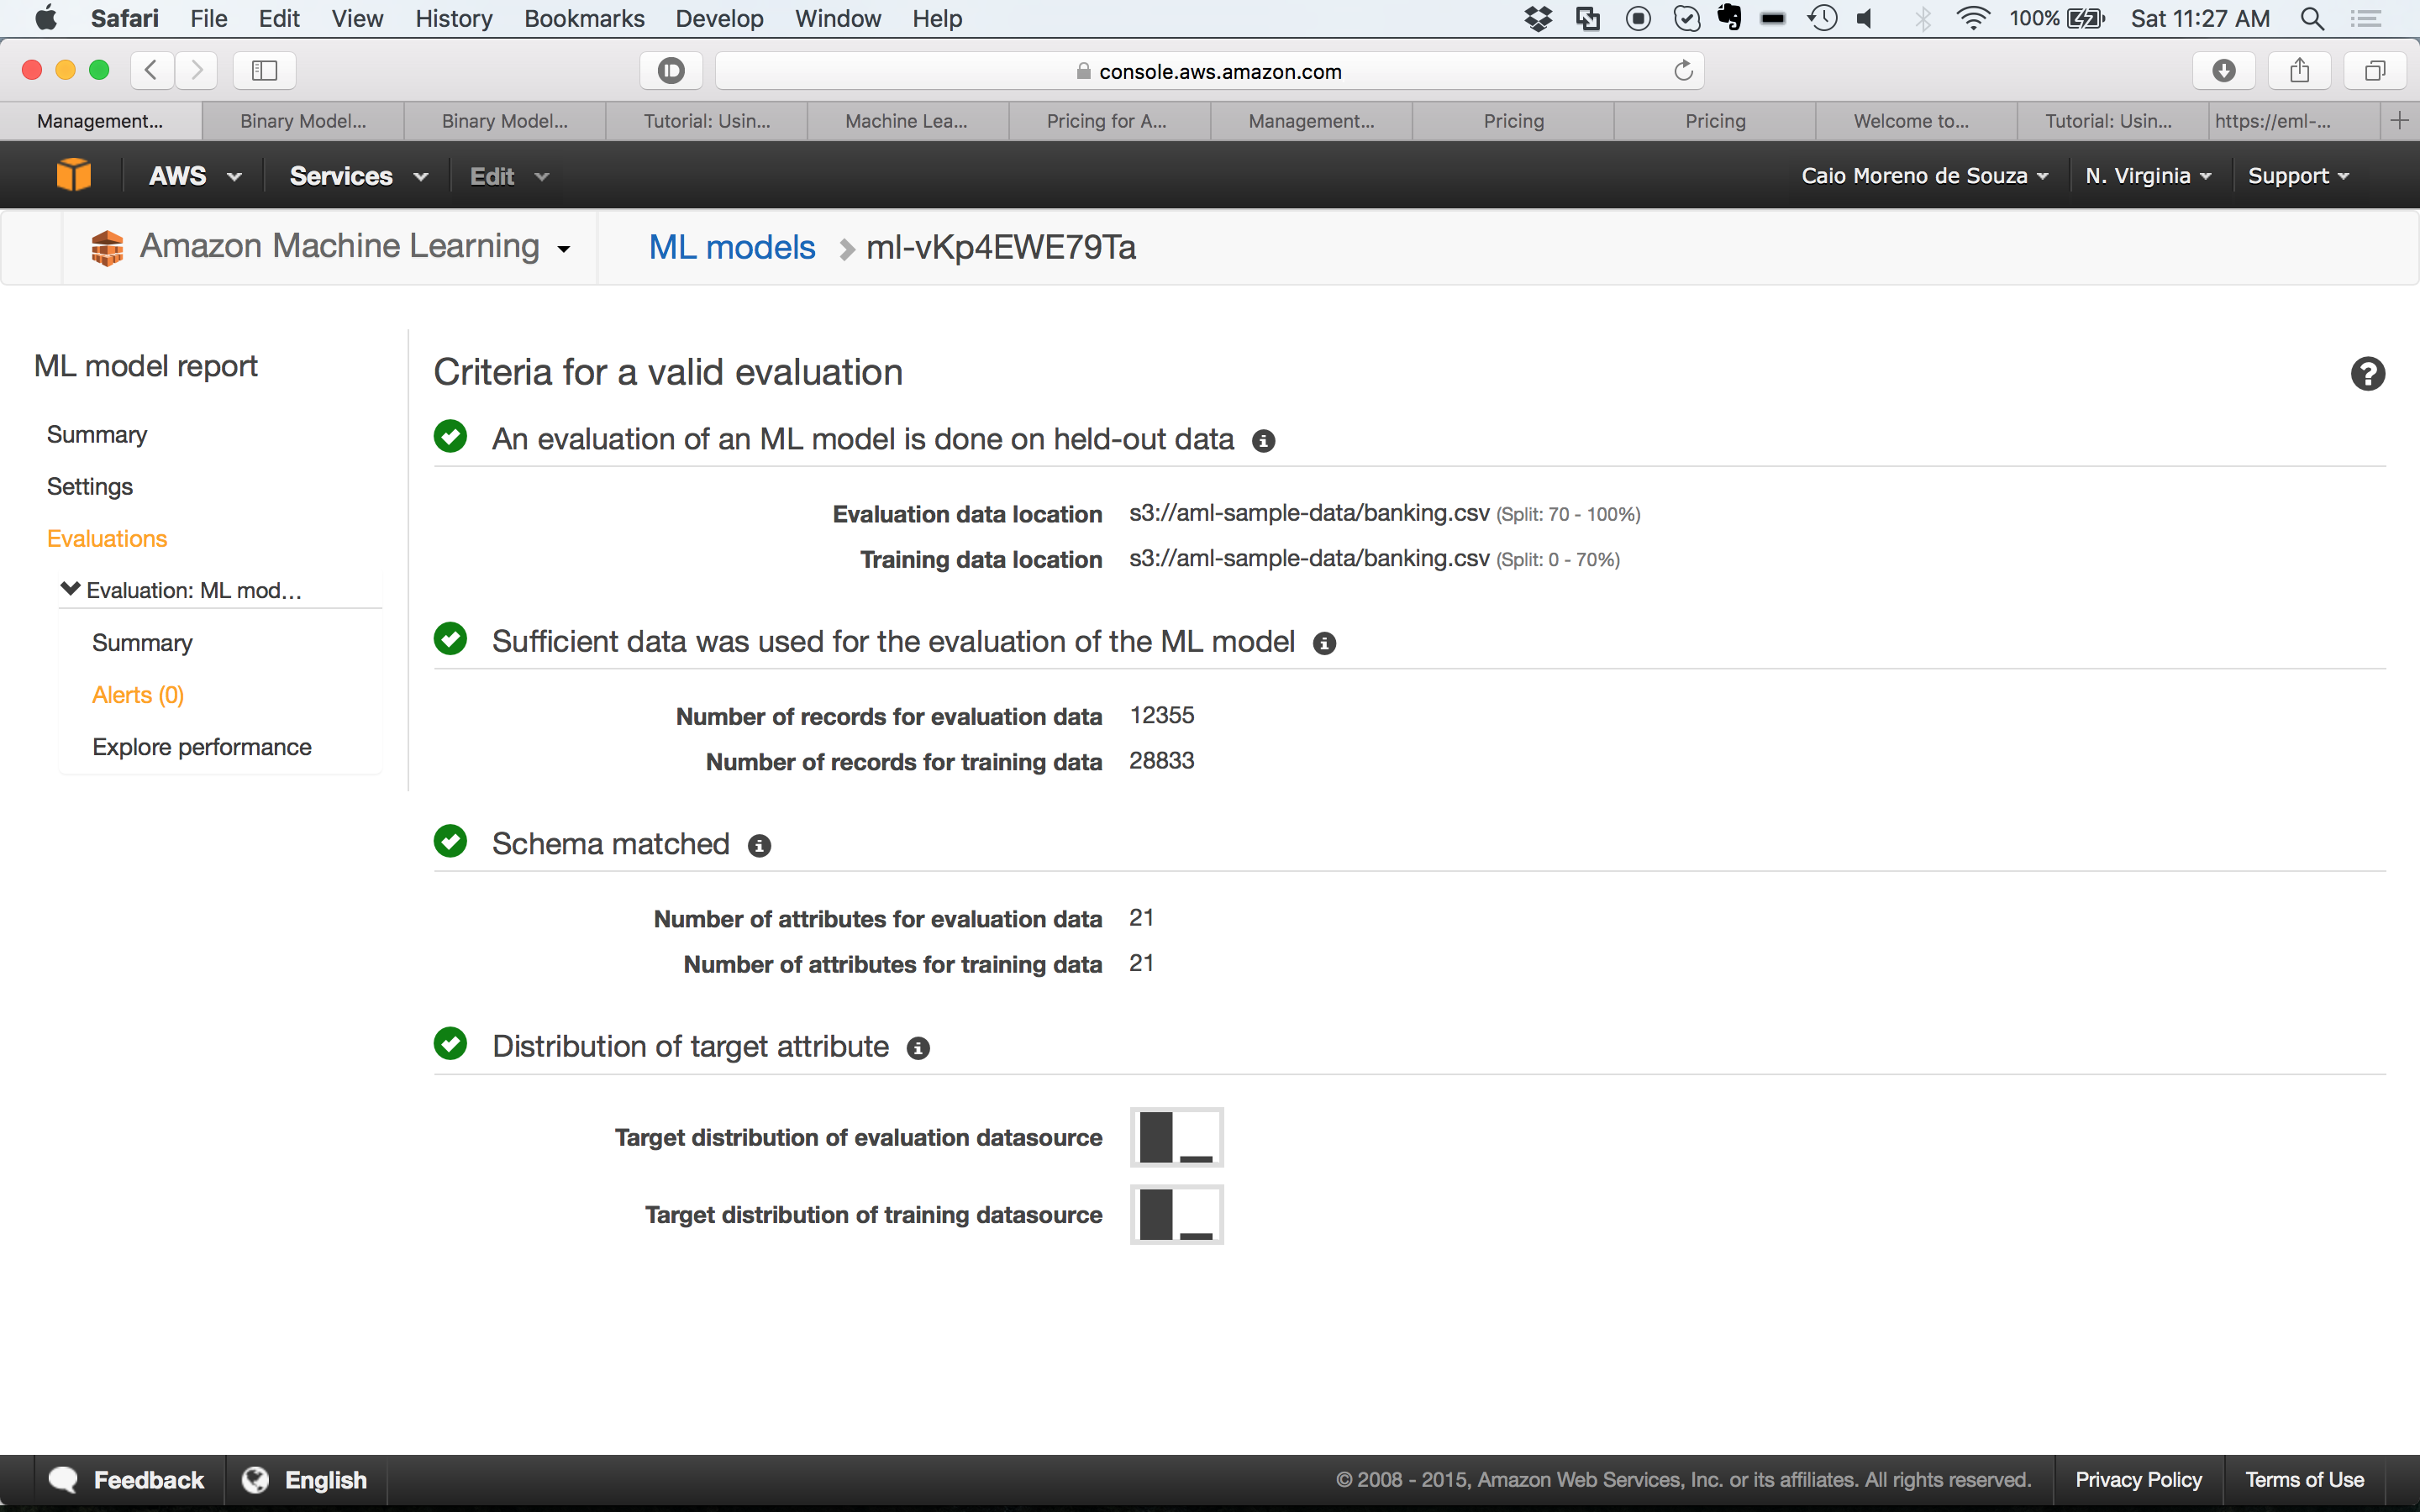 Safari File Edit View History Bookmarks Develop Window Help 100% Sat 11:27 AM
console.aws.amazon.com
Management... Binary Model... Binary Model... Tutorial: Usin... Machine Lea... Pricing for A... Management... Pricing Pricing Welcome to... Tutorial: Usin... https://eml-...
AWS Services Edit Caio Moreno de Souza N. Virginia Support
Amazon Machine Learning ML models ml-vKp4EWE79Ta
ML model report
Summary
Settings
Evaluations
Evaluation: ML mod...
Summary
Alerts (0)
Explore performance
Criteria for a valid evaluation
An evaluation of an ML model is done on held-out data
Evaluation data location s3://aml-sample-data/banking.csv (Split: 70 - 100%)
Training data location s3://aml-sample-data/banking.csv (Split: 0 - 70%)
Sufficient data was used for the evaluation of the ML model
Number of records for evaluation data 12355
Number of records for training data 28833
Schema matched
Number of attributes for evaluation data 21
Number of attributes for training data 21
Distribution of target attribute
Target distribution of evaluation datasource
Target distribution of training datasource
Feedback English © 2008 - 2015, Amazon Web Services, Inc. or its affiliates. All rights reserved. Privacy Policy Terms of Use